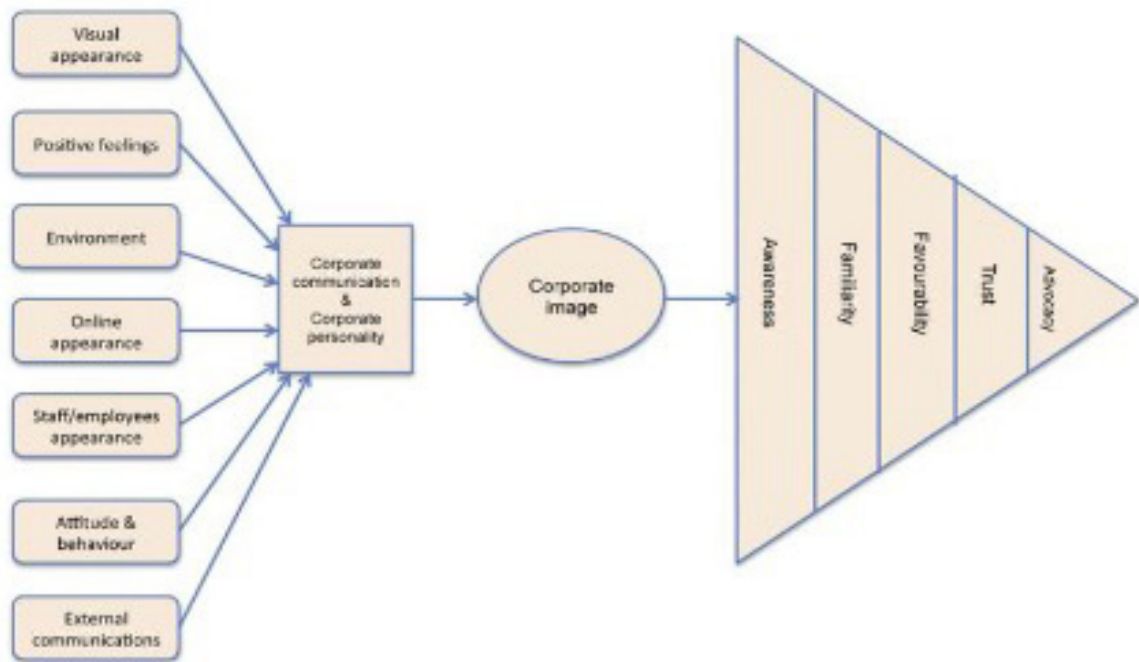 Visual
appearance
Positive feelings
Environment
Online
appearance
Staff/employees
appearance
Attitude &
behaviour
External
communications
Corporate
communication
&
Corporate
personality
Corporate
image
Awareness
Familiarity
Favourability
Trust
Advocacy